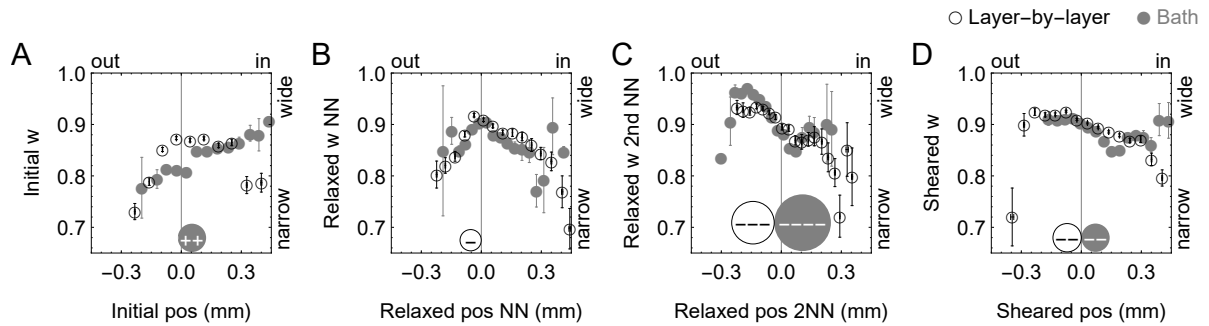 Layer−by−layer Bath
A out in
1.0
0.9
0.8
0.7
Initial w
wide
narrow
++
−0.3 0.0 0.3
Initial pos (mm)
B out in
1.0
0.9
0.8
0.7
Relaxed w NN
wide
narrow
−
−0.3 0.0 0.3
Relaxed pos NN (mm)
C out in
1.0
0.9
0.8
0.7
Relaxed w 2nd NN
wide
narrow
−−−− −−−−
−0.3 0.0 0.3
Relaxed pos 2NN (mm)
D out in
1.0
0.9
0.8
0.7
Sheared w
wide
narrow
−− −−
−0.3 0.0 0.3
Sheared pos (mm)